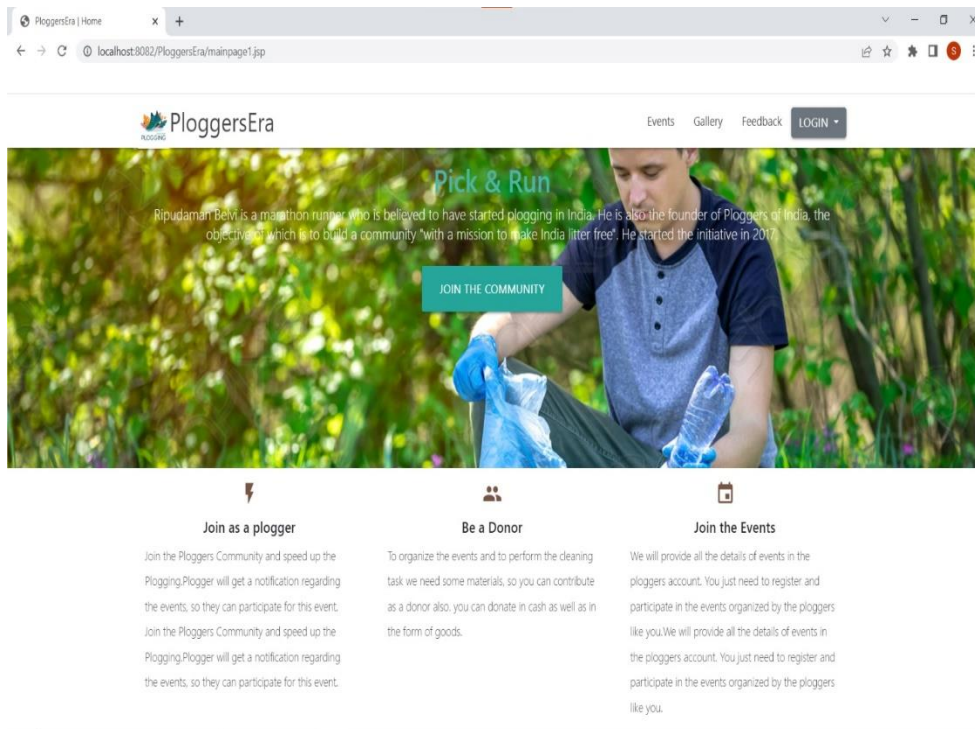 PloggersEra | Home
localhost:8082/PloggersEra/mainpage1.jsp
S
PLOGGING
PloggersEra
Events Gallery Feedback LOGIN
Pick & Run
Ripudaman Belvi is a marathon runner who is believed to have started plogging in India. He is also the founder of Ploggers of India, the
objective of which is to build a community "with a mission to make India litter free". He started the initiative in 2017.
JOIN THE COMMUNITY
Join as a plogger
Join the Ploggers Community and speed up the
Plogging.Plogger will get a notification regarding
the events, so they can participate for this event.
Join the Ploggers Community and speed up the
Plogging.Plogger will get a notification regarding
the events, so they can participate for this event.
Be a Donor
To organize the events and to perform the cleaning
task we need some materials, so you can contribute
as a donor also. you can donate in cash as well as in
the form of goods.
Join the Events
We will provide all the details of events in the
ploggers account. You just need to register and
participate in the events organized by the ploggers
like you.We will provide all the details of events in
the ploggers account. You just need to register and
participate in the events organized by the ploggers
like you.